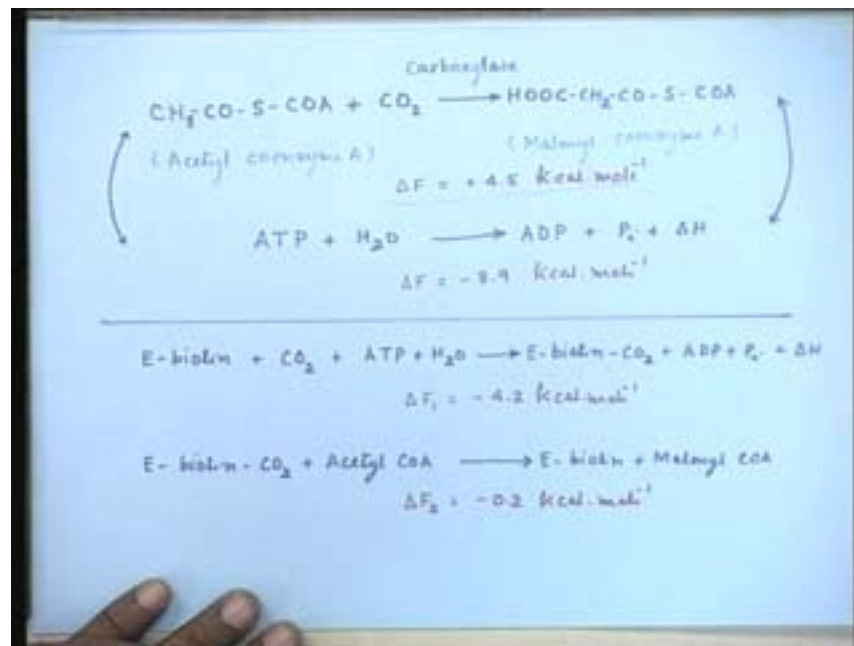 Carboxylase
CH₃-CO-S-COA + CO₂ ⟶ HOOC-CH₂-CO-S-COA
(Acetyl coenzyme A) (Malonyl coenzyme A)
ΔF = +4.5 kcal.mole⁻¹
ATP + H₂O ⟶ ADP + Pᵢ + ΔH
ΔF = -8.9 kcal.mole⁻¹
E-biotin + CO₂ + ATP + H₂O ⟶ E-biotin-CO₂ + ADP + Pᵢ + ΔH
ΔF₁ = -4.2 kcal.mole⁻¹
E-biotin-CO₂ + Acetyl COA ⟶ E-biotin + Malonyl COA
ΔF₂ = -0.2 kcal.mole⁻¹